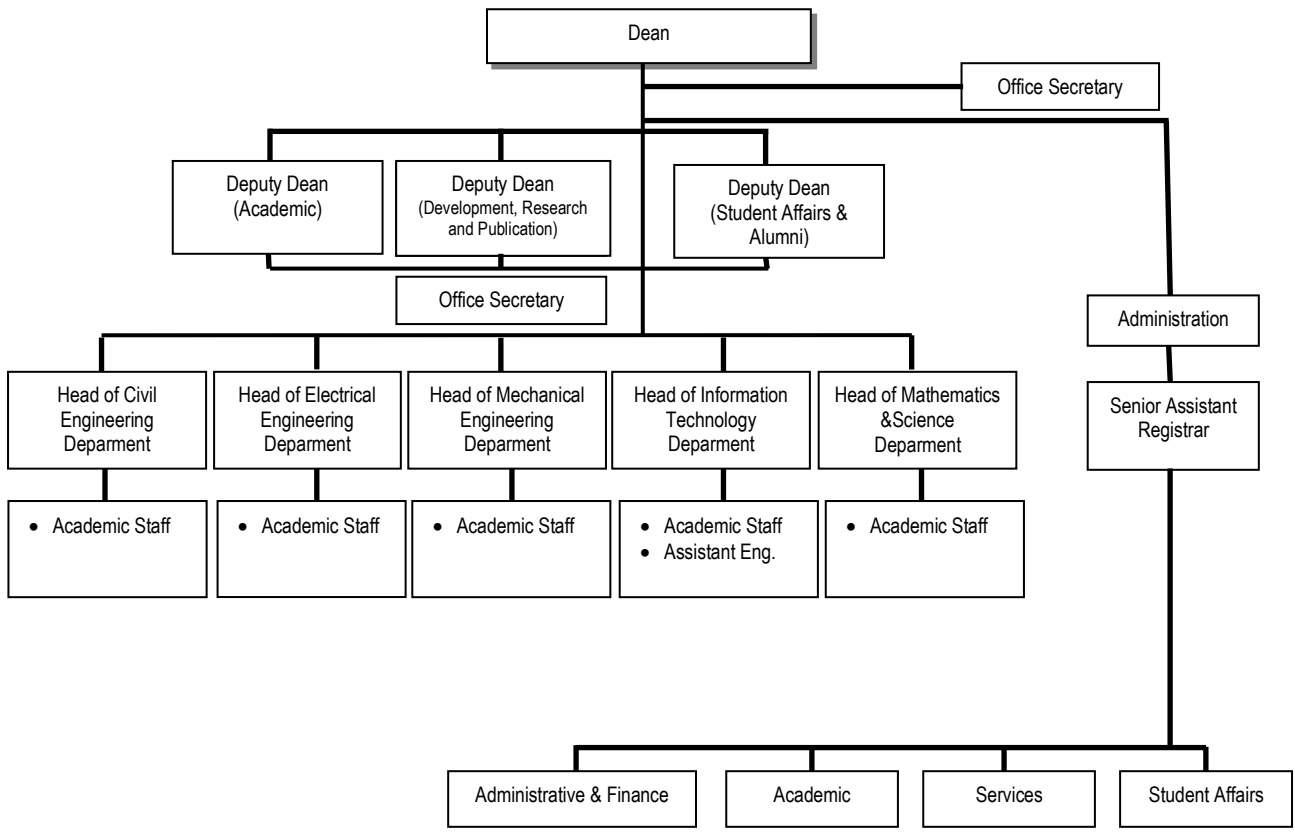 Dean
Office Secretary
Deputy Dean
(Academic)
Deputy Dean
(Development, Research
and Publication)
Deputy Dean
(Student Affairs &
Alumni)
Office Secretary
Administration
Head of Civil
Engineering
Deparment
Head of Electrical
Engineering
Deparment
Head of Mechanical
Engineering
Deparment
Head of Information
Technology
Deparment
Head of Mathematics
&Science
Deparment
Senior Assistant
Registrar
• Academic Staff
• Academic Staff
• Academic Staff
• Academic Staff
• Assistant Eng.
• Academic Staff
Administrative & Finance
Academic
Services
Student Affairs